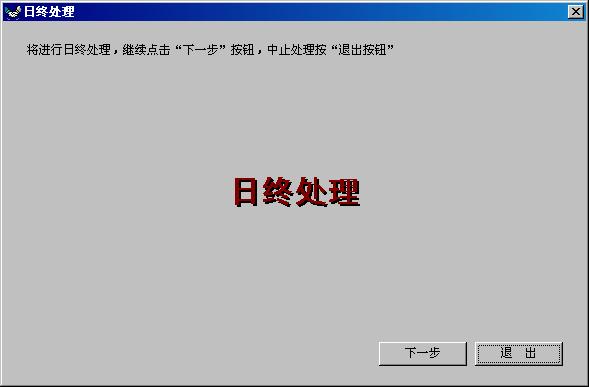 日终处理
将进行日终处理，继续点击“下一步”按钮，中止处理按“退出按钮”
日终处理
下一步
退 出